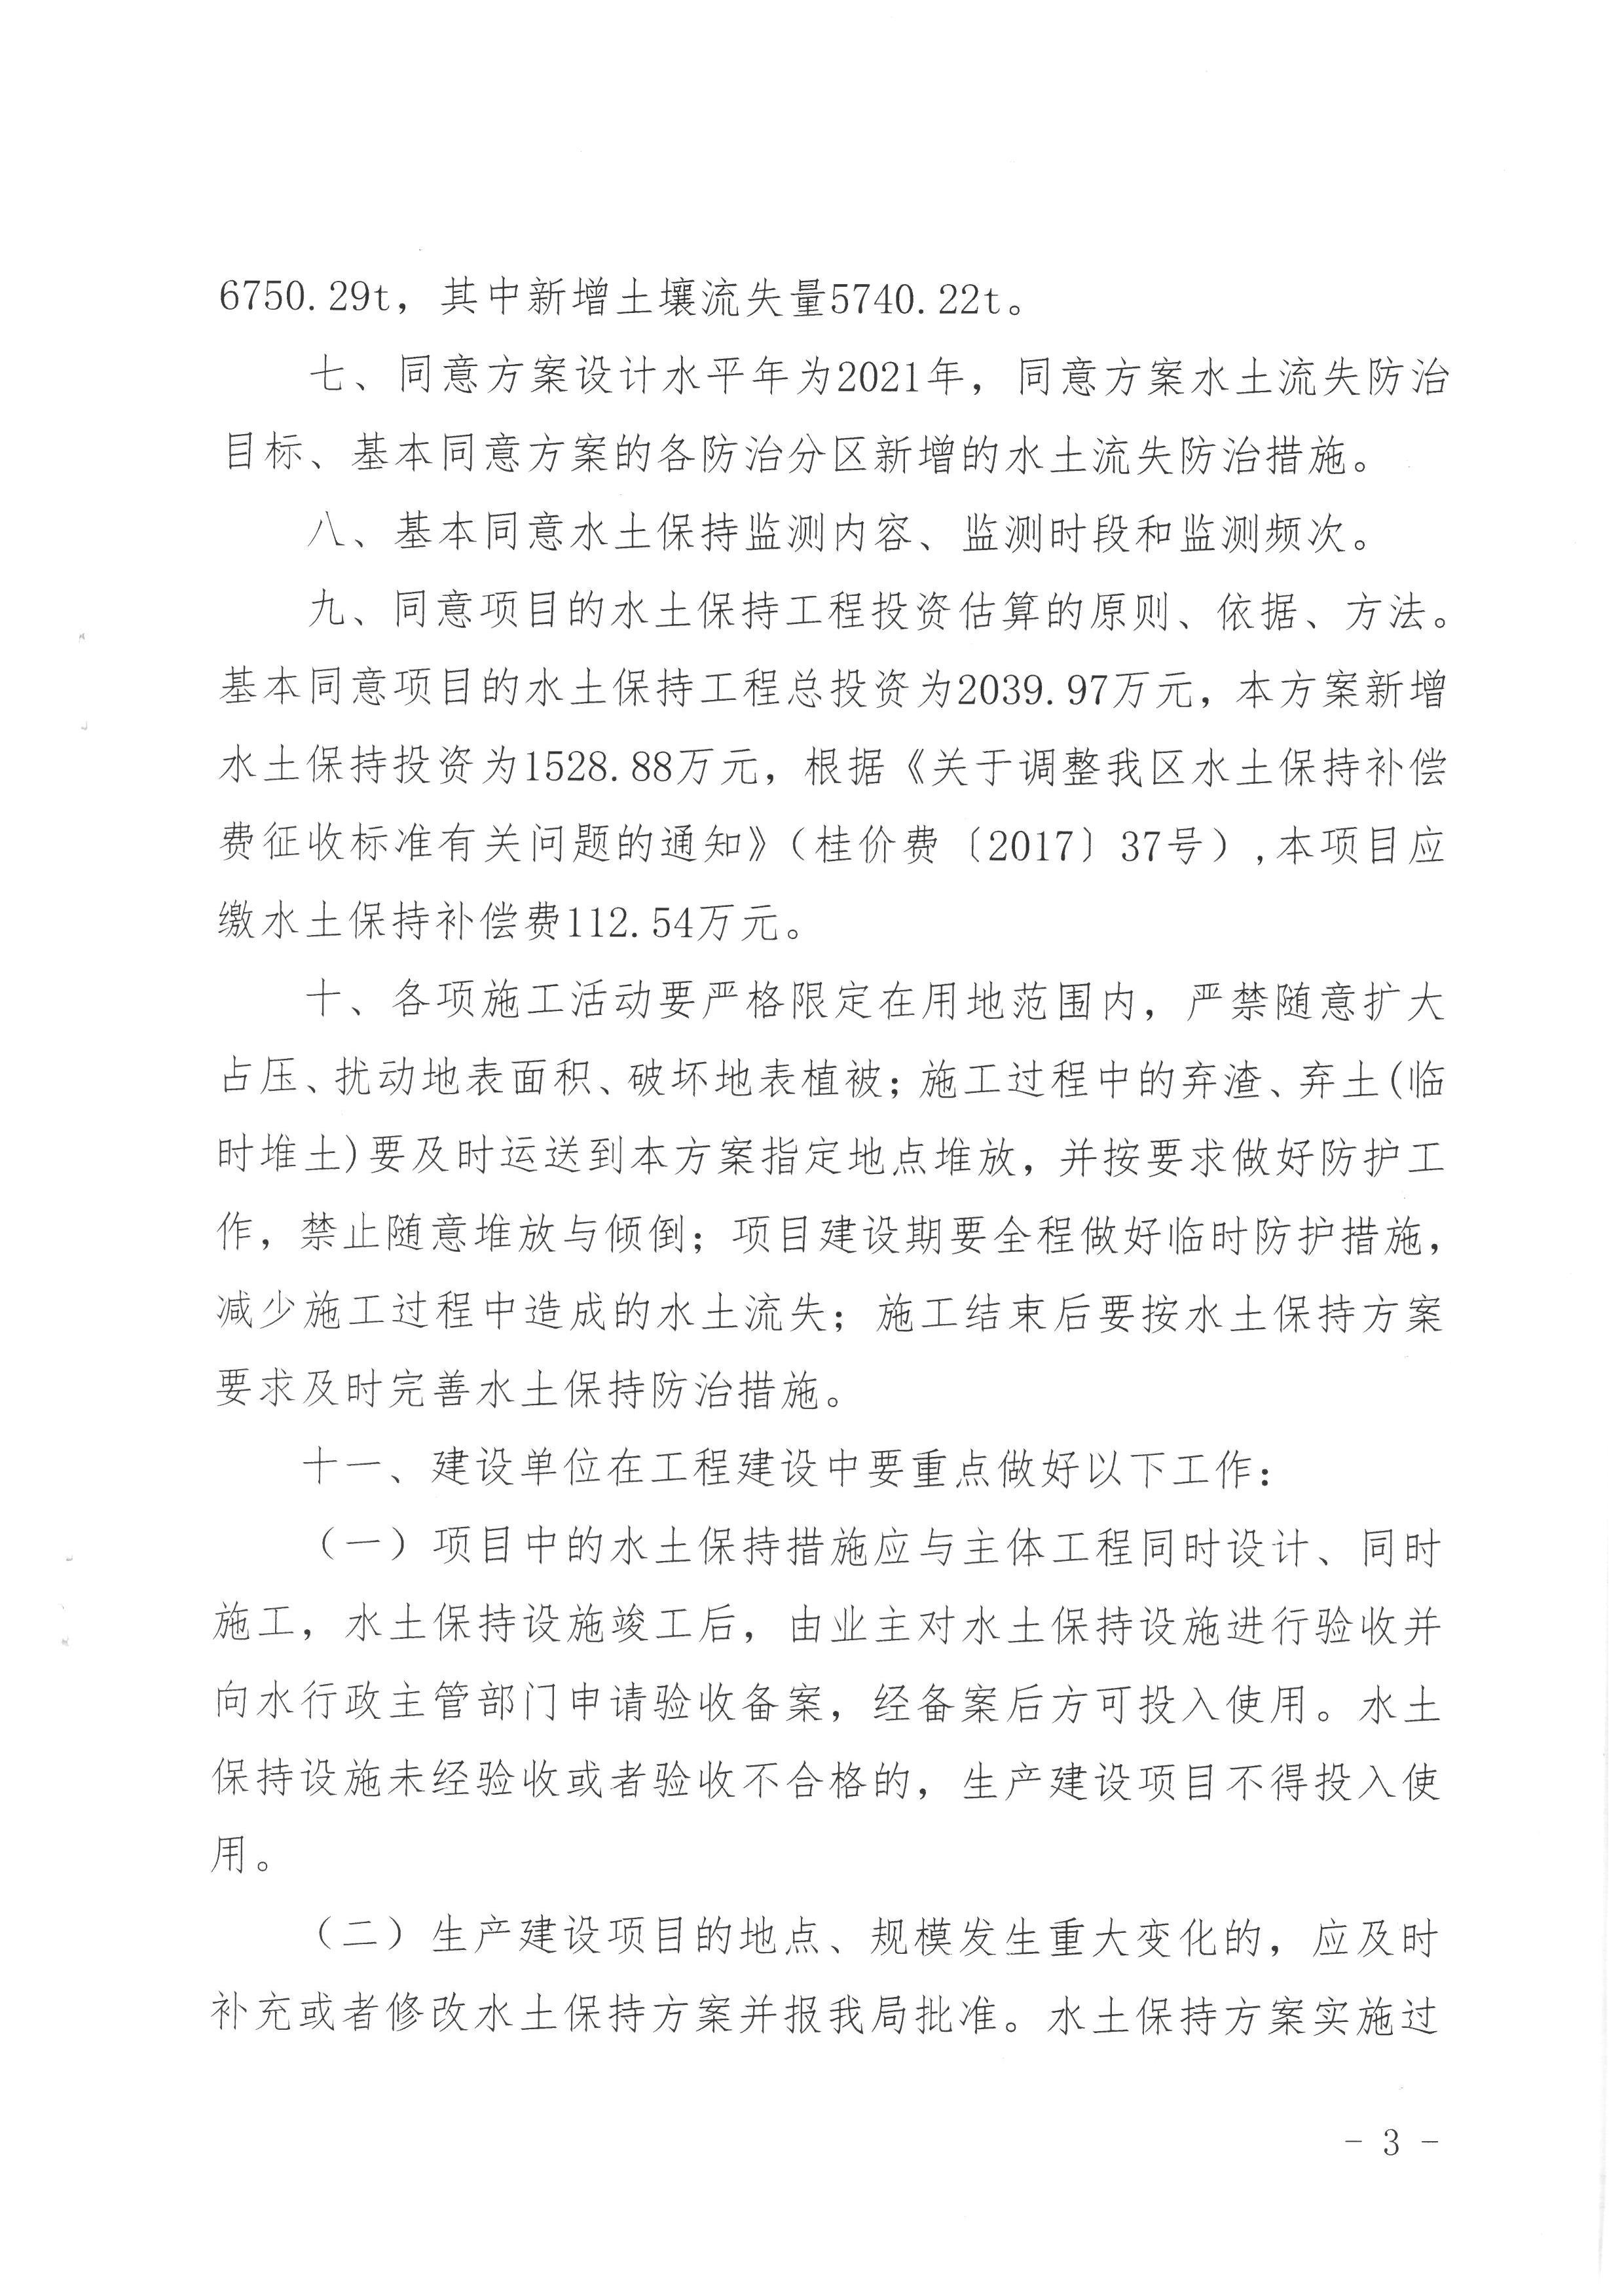 6750.29t，其中新增土壤流失量5740.22t。
七、同意方案设计水平年为2021年，同意方案水土流失防治
目标、基本同意方案的各防治分区新增的水土流失防治措施。
八、基本同意水土保持监测内容、监测时段和监测频次。
九、同意项目的水土保持工程投资估算的原则、依据、方法。
基本同意项目的水土保持工程总投资为2039.97万元，本方案新增
水土保持投资为1528.88万元，根据《关于调整我区水土保持补偿
费征收标准有关问题的通知》（桂价费〔2017〕37号）,本项目应
缴水土保持补偿费112.54万元。
十、各项施工活动要严格限定在用地范围内，严禁随意扩大
占压、扰动地表面积、破坏地表植被；施工过程中的弃渣、弃土(临
时堆土)要及时运送到本方案指定地点堆放，并按要求做好防护工
作，禁止随意堆放与倾倒；项目建设期要全程做好临时防护措施，
减少施工过程中造成的水土流失；施工结束后要按水土保持方案
要求及时完善水土保持防治措施。
十一、建设单位在工程建设中要重点做好以下工作：
（一）项目中的水土保持措施应与主体工程同时设计、同时
施工，水土保持设施竣工后，由业主对水土保持设施进行验收并
向水行政主管部门申请验收备案，经备案后方可投入使用。水土
保持设施未经验收或者验收不合格的，生产建设项目不得投入使
用。
（二）生产建设项目的地点、规模发生重大变化的，应及时
补充或者修改水土保持方案并报我局批准。水土保持方案实施过
- 3 -